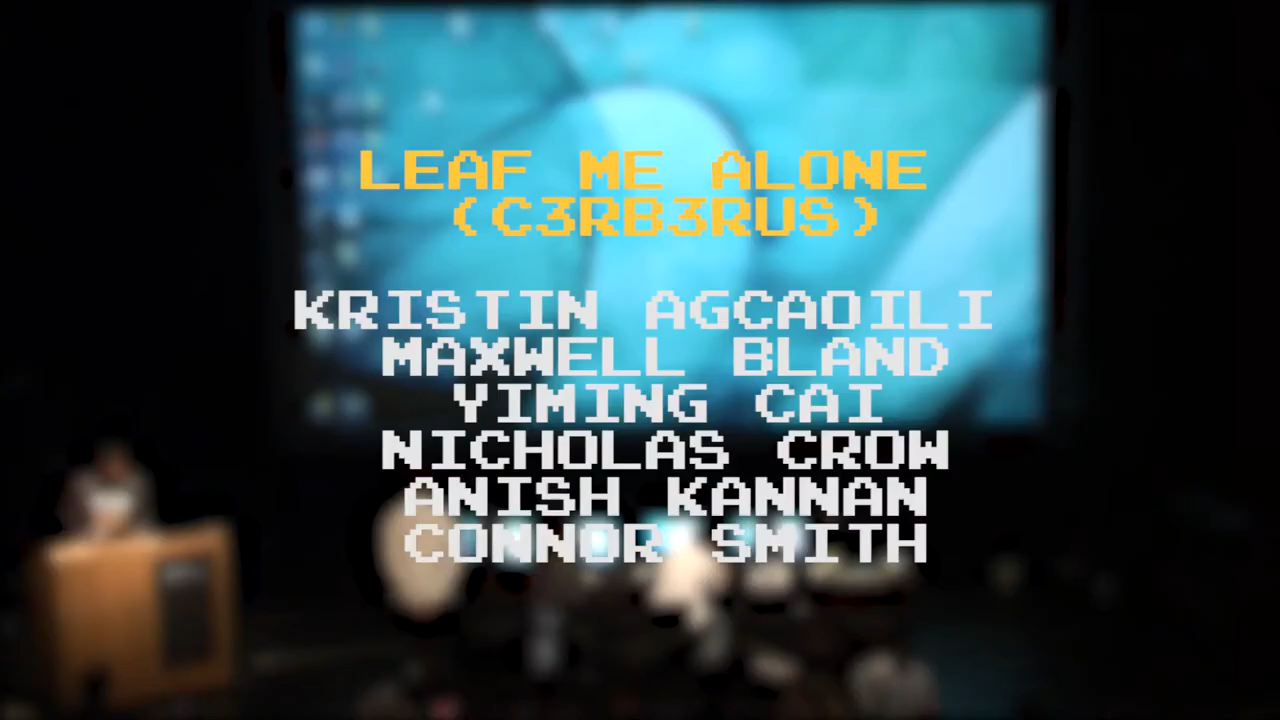 LEAF ME ALONE
(C3RB3RUS)
KRISTIN AGCAOILI
MAXWELL BLAND
YIMING CAI
NICHOLAS CROW
ANISH KANNAN
CONNOR SMITH